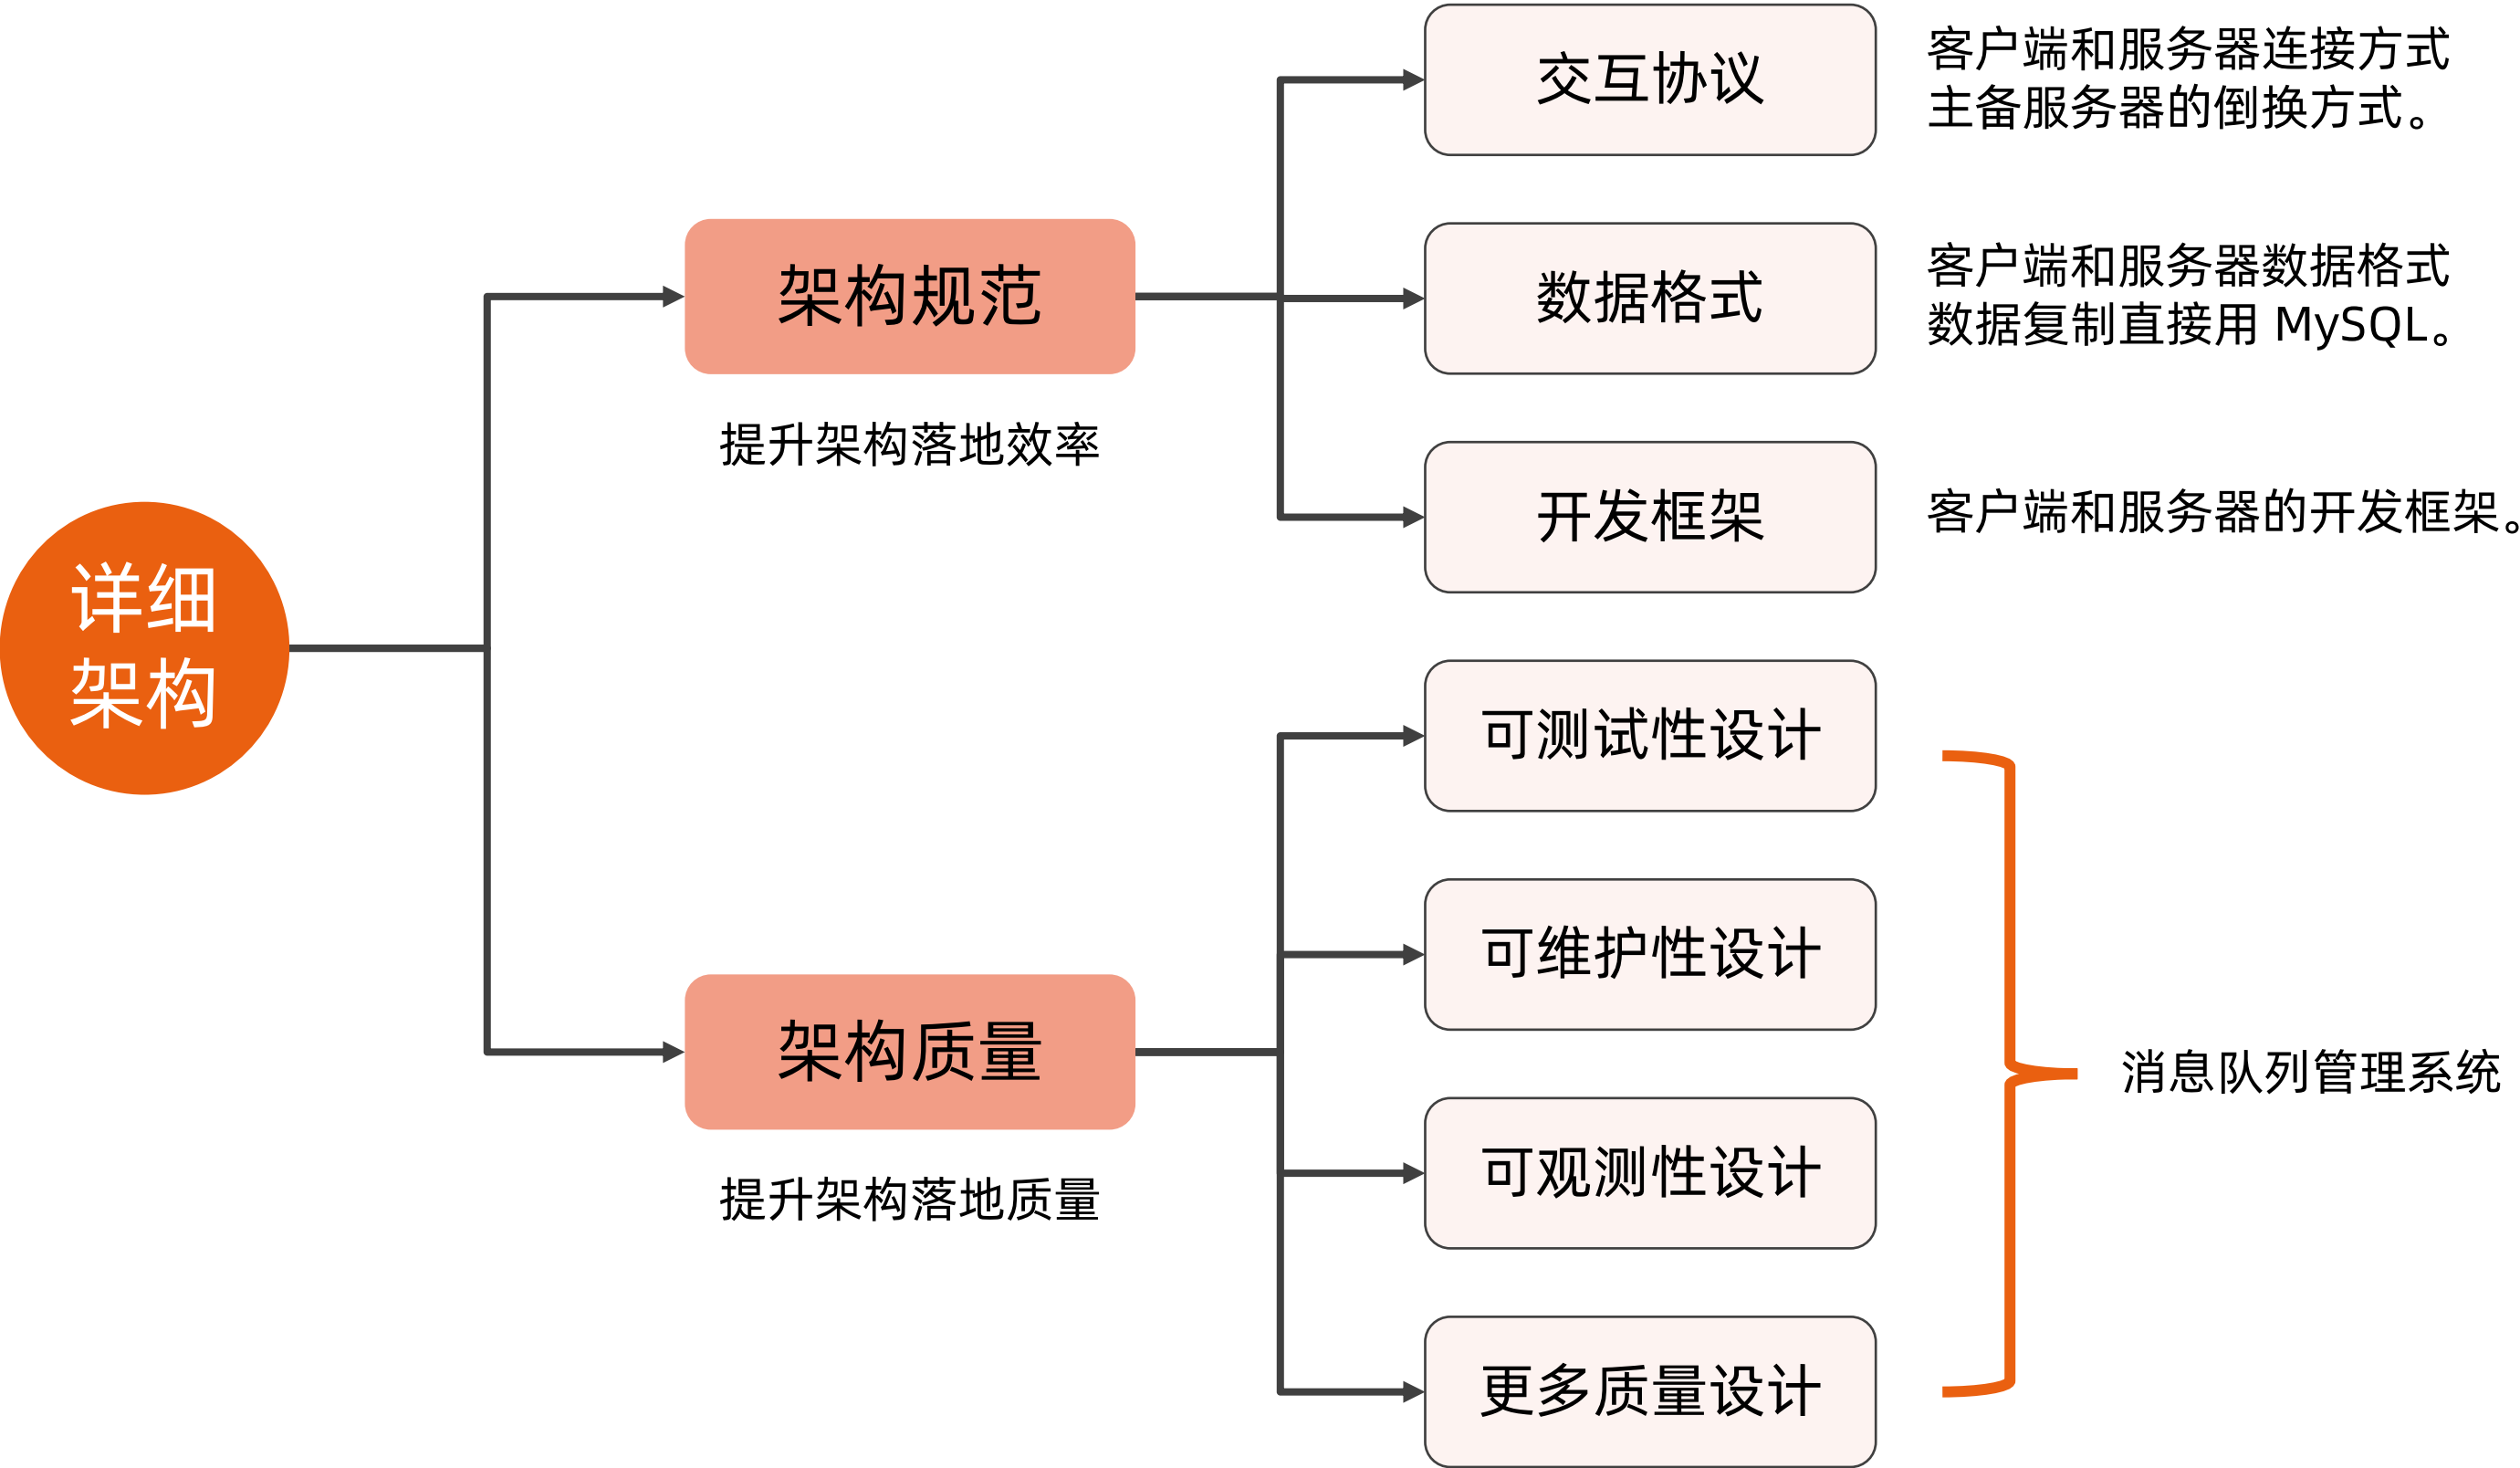 详细
架构
架构规范
提升架构落地效率
交互协议
客户端和服务器连接方式
主备服务器的倒换方式。
数据格式
客户端和服务器数据格式
数据复制直接用 MySQL。
开发框架
客户端和服务器的开发框架。
架构质量
提升架构落地质量
可测试性设计
可维护性设计
可观测性设计
更多质量设计
消息队列管理系统